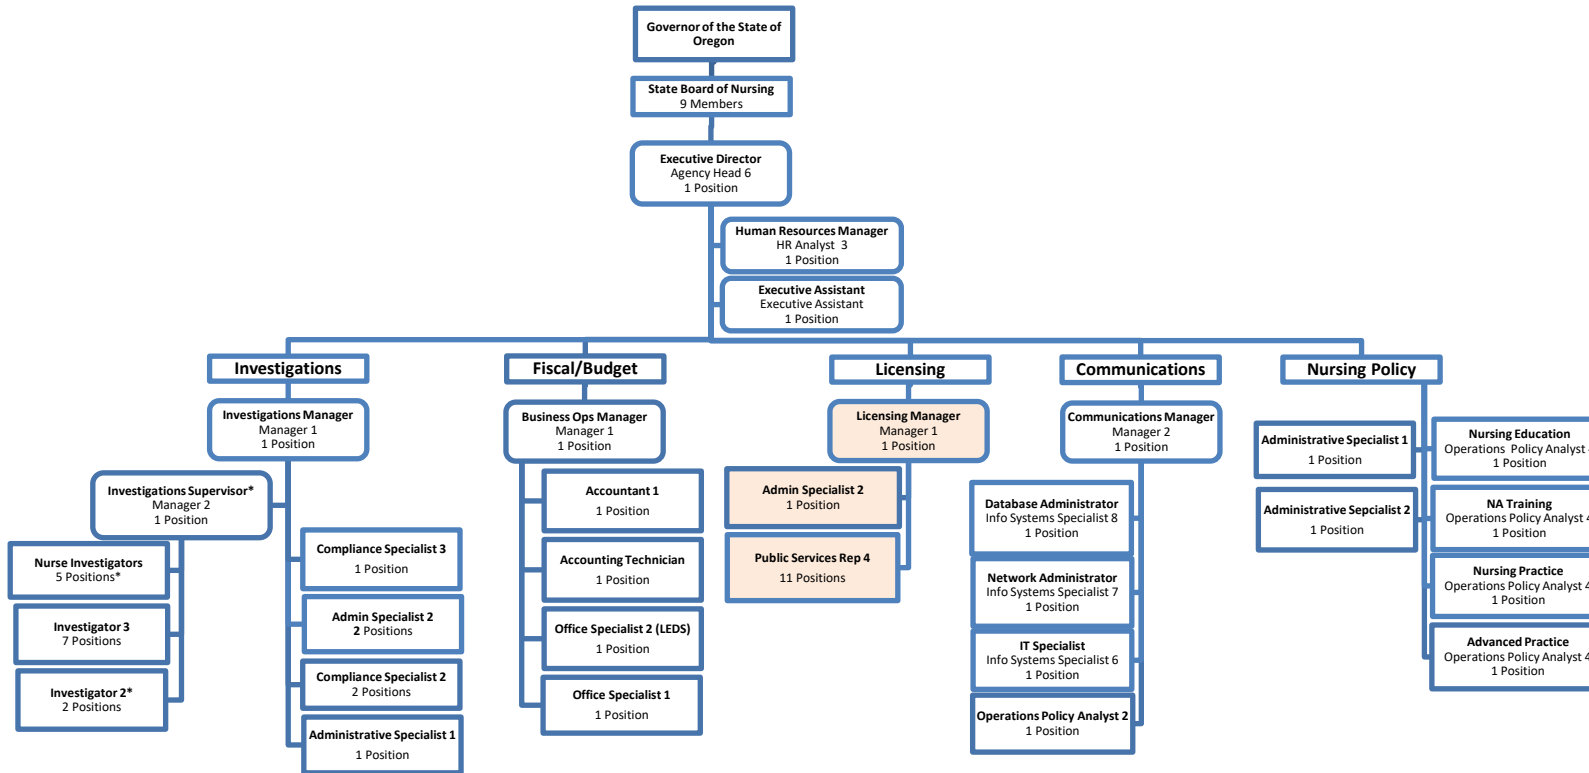 Governor of the State of
Oregon
State Board of Nursing
9 Members
Executive Director
Agency Head 6
1 Position
Human Resources Manager
HR Analyst 3
1 Position
Executive Assistant
Executive Assistant
1 Position
Investigations
Investigations Manager
Manager 1
1 Position
Investigations Supervisor*
Manager 2
1 Position
Nurse Investigators
5 Positions*
Investigator 3
7 Positions
Investigator 2*
2 Positions
Compliance Specialist 3
1 Position
Admin Specialist 2
2 Positions
Compliance Specialist 2
2 Positions
Administrative Specialist 1
1 Position
Fiscal/Budget
Business Ops Manager
Manager 1
1 Position
Accountant 1
1 Position
Accounting Technician
1 Position
Office Specialist 2 (LEDS)
1 Position
Office Specialist 1
1 Position
Licensing
Licensing Manager
Manager 1
1 Position
Admin Specialist 2
1 Position
Public Services Rep 4
11 Positions
Communications
Communications Manager
Manager 2
1 Position
Database Administrator
Info Systems Specialist 8
1 Position
Network Administrator
Info Systems Specialist 7
1 Position
IT Specialist
Info Systems Specialist 6
1 Position
Operations Policy Analyst 2
1 Position
Nursing Policy
Administrative Specialist 1
1 Position
Administrative Sepcialist 2
1 Position
Nursing Education
Operations Policy Analyst
1 Position
NA Training
Operations Policy Analyst 4
1 Position
Nursing Practice
Operations Policy Analyst 4
1 Position
Advanced Practice
Operations Policy Analyst 4
1 Position